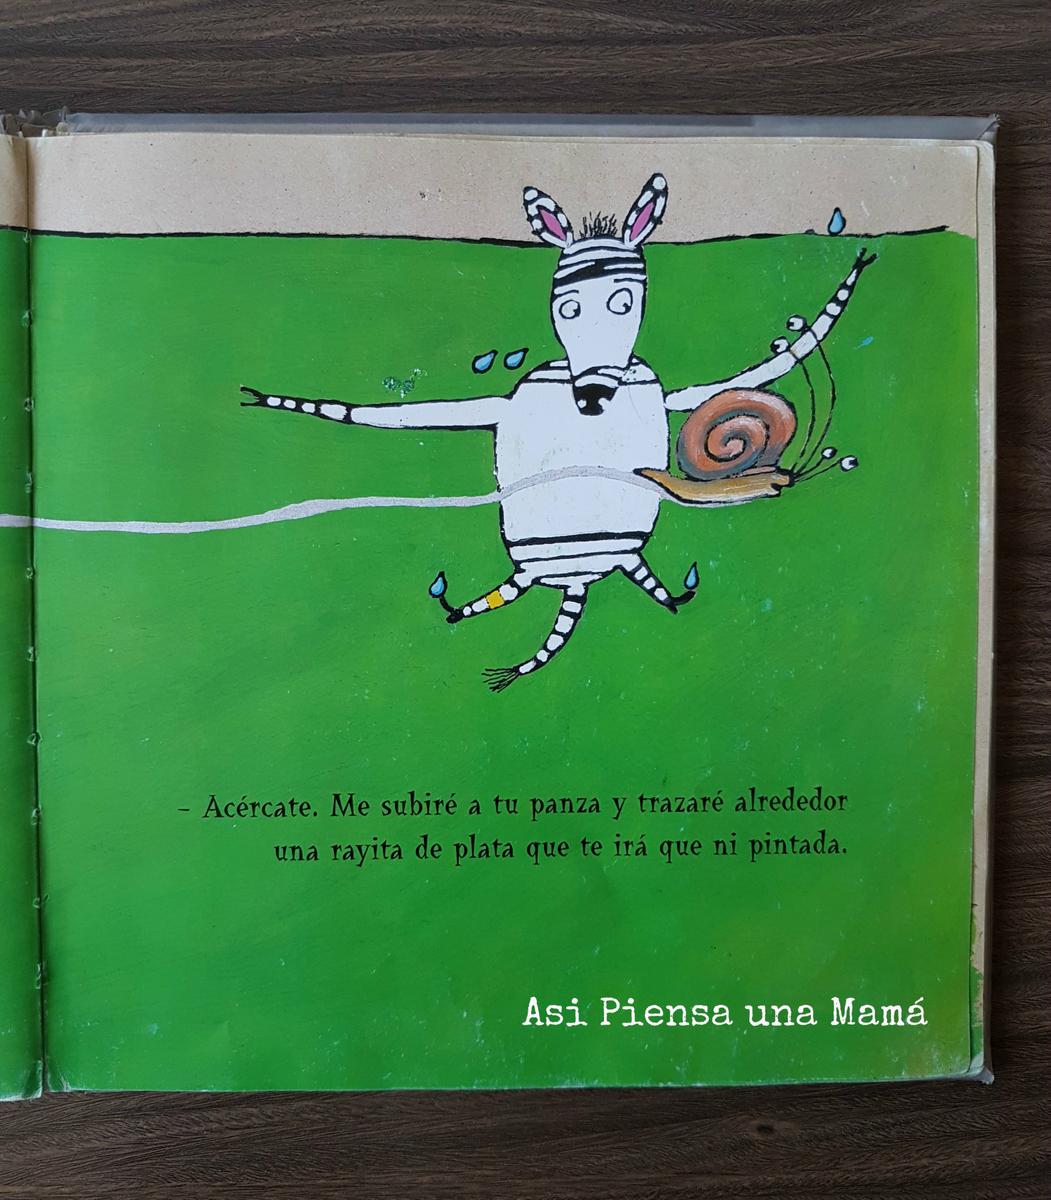 – Acércate. Me subiré a tu panza y trazaré alrededor
una rayita de plata que te irá que ni pintada.
Asi Piensa una Mamá